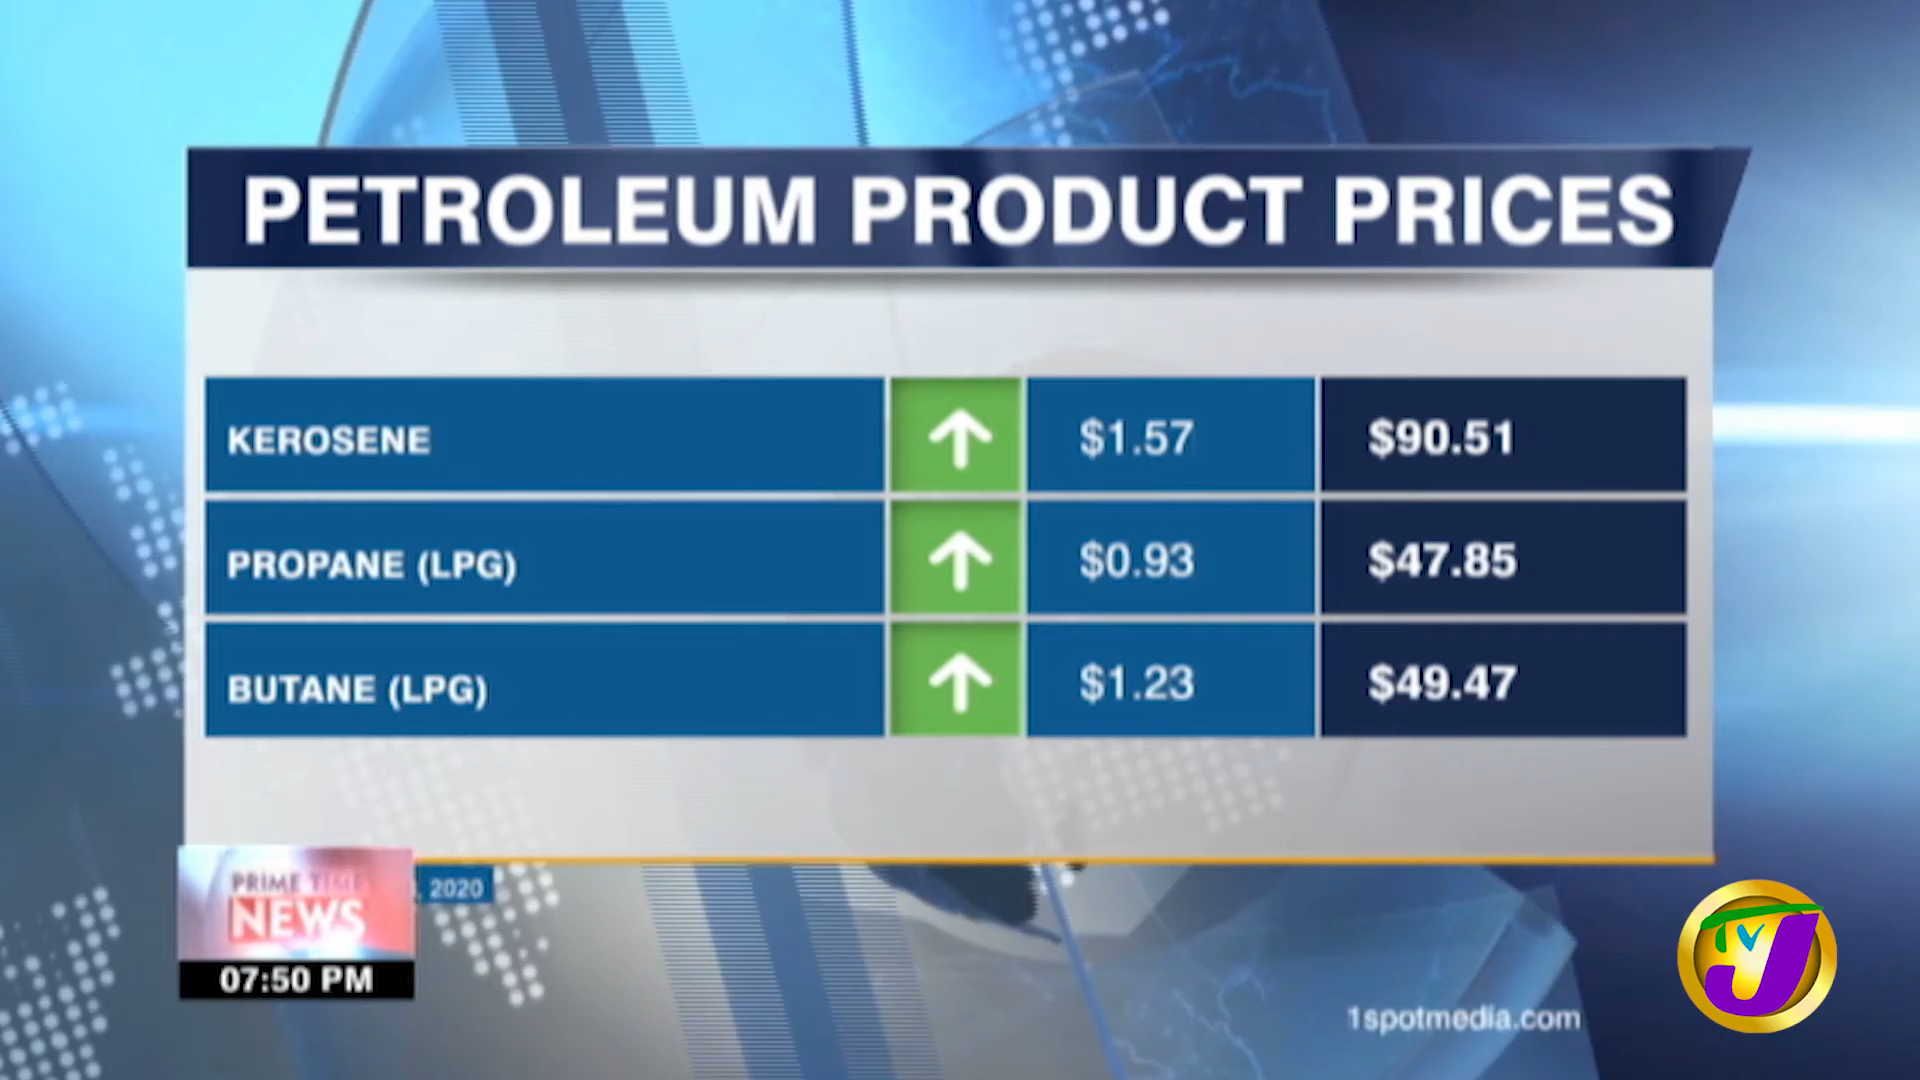 PETROLEUM PRODUCT PRICES
KEROSENE $1.57 $90.51
PROPANE (LPG) $0.93 $47.85
BUTANE (LPG) $1.23 $49.47
PRIME TIME
, 2020
NEWS
07:50 PM
1spotmedia.com
TVJ